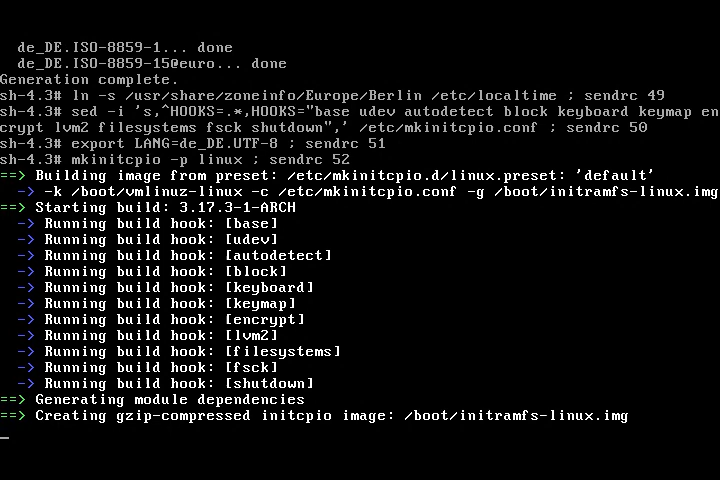 de_DE.ISO-8859-1... done
de_DE.ISO-8859-15@euro... done
Generation complete.
sh-4.3# ln -s /usr/share/zoneinfo/Europe/Berlin /etc/localtime ; sendrc 49
sh-4.3# sed -i 's,^HOOKS=.*,HOOKS="base udev autodetect block keyboard keymap en
crypt lvm2 filesystems fsck shutdown",' /etc/mkinitcpio.conf ; sendrc 50
sh-4.3# export LANG=de_DE.UTF-8 ; sendrc 51
sh-4.3# mkinitcpio -p linux ; sendrc 52
==> Building image from preset: /etc/mkinitcpio.d/linux.preset: 'default'
-> -k /boot/vmlinuz-linux -c /etc/mkinitcpio.conf -g /boot/initramfs-linux.img
==> Starting build: 3.17.3-1-ARCH
-> Running build hook: [base]
-> Running build hook: [udev]
-> Running build hook: [autodetect]
-> Running build hook: [block]
-> Running build hook: [keyboard]
-> Running build hook: [keymap]
-> Running build hook: [encrypt]
-> Running build hook: [lvm2]
-> Running build hook: [filesystems]
-> Running build hook: [fsck]
-> Running build hook: [shutdown]
==> Generating module dependencies
==> Creating gzip-compressed initcpio image: /boot/initramfs-linux.img